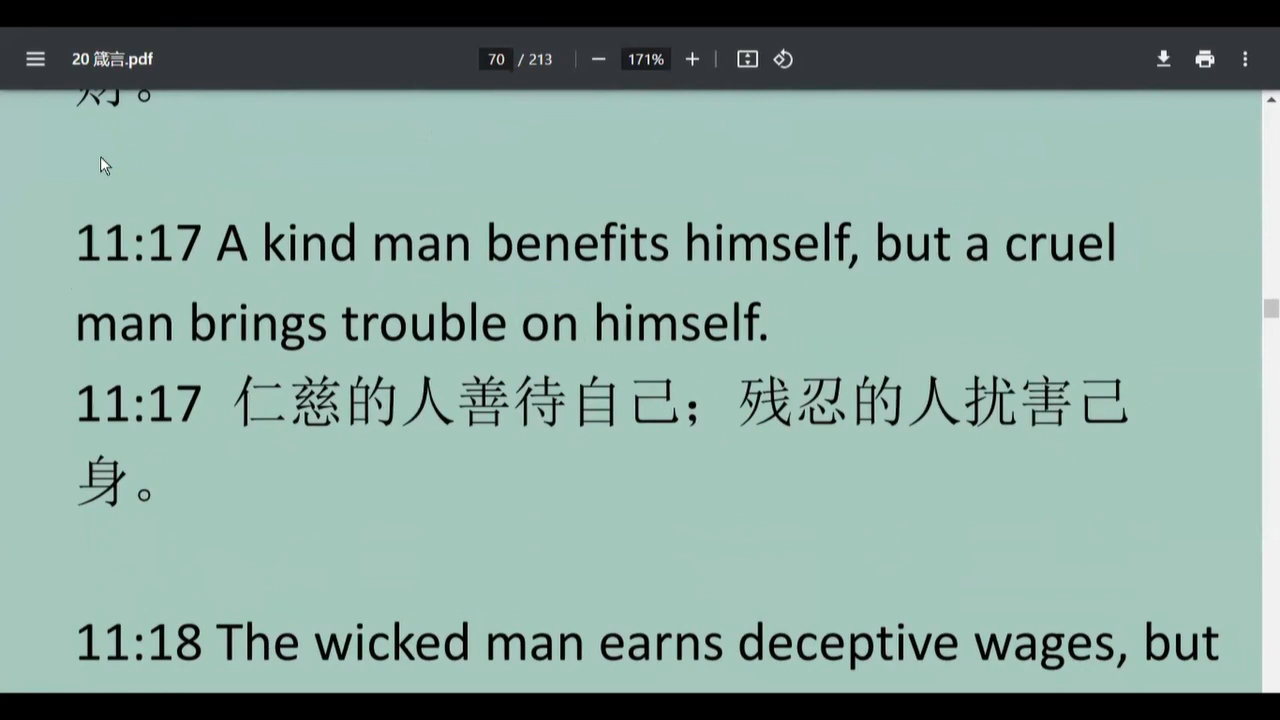 20 箴言.pdf
70 / 213
171%
财。
11:17 A kind man benefits himself, but a cruel
man brings trouble on himself.
11:17 仁慈的人善待自己；残忍的人扰害己
身。
11:18 The wicked man earns deceptive wages, but